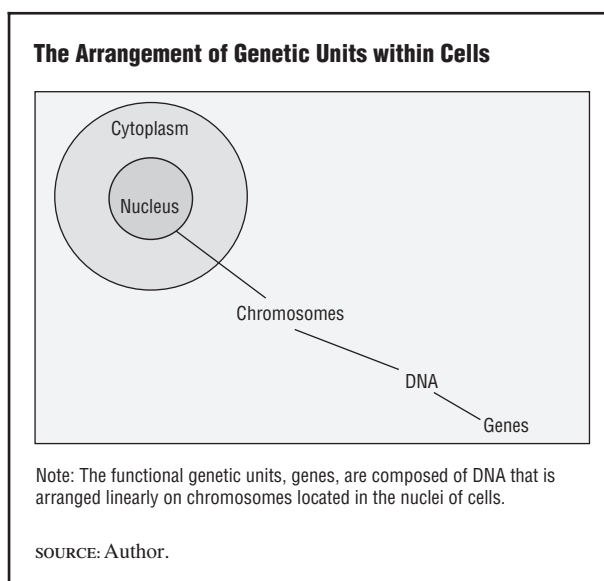 The Arrangement of Genetic Units within Cells
Cytoplasm
Nucleus
Chromosomes
DNA
Genes
Note: The functional genetic units, genes, are composed of DNA that is
arranged linearly on chromosomes located in the nuclei of cells.
SOURCE: Author.